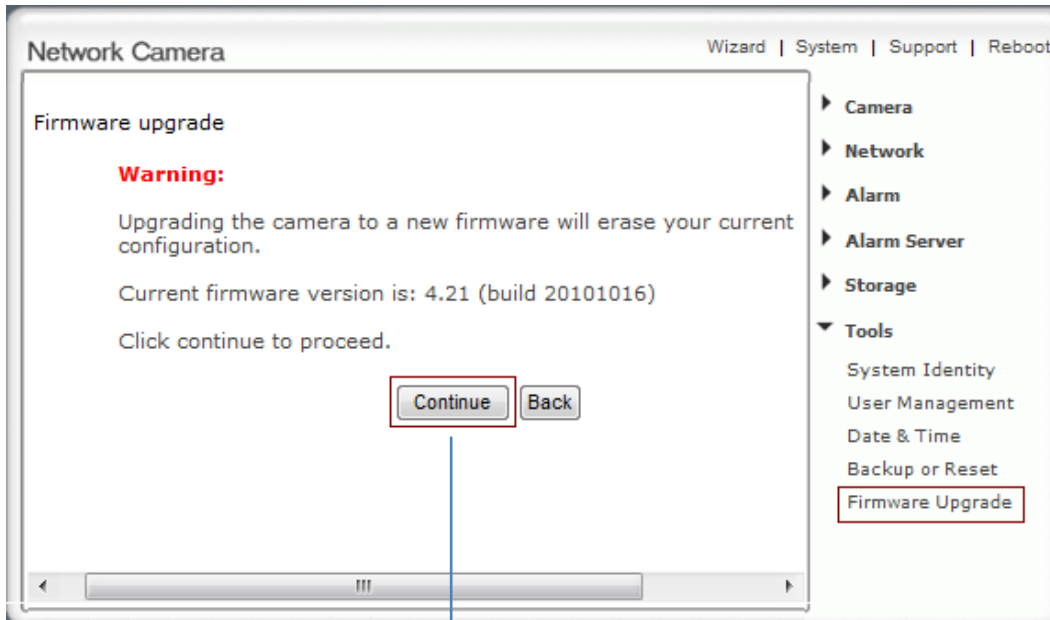 Network Camera
Wizard | System | Support | Reboot
Firmware upgrade
Warning:
Upgrading the camera to a new firmware will erase your current
configuration.
Current firmware version is: 4.21 (build 20101016)
Click continue to proceed.
Continue Back
Camera
Network
Alarm
Alarm Server
Storage
Tools
System Identity
User Management
Date & Time
Backup or Reset
Firmware Upgrade